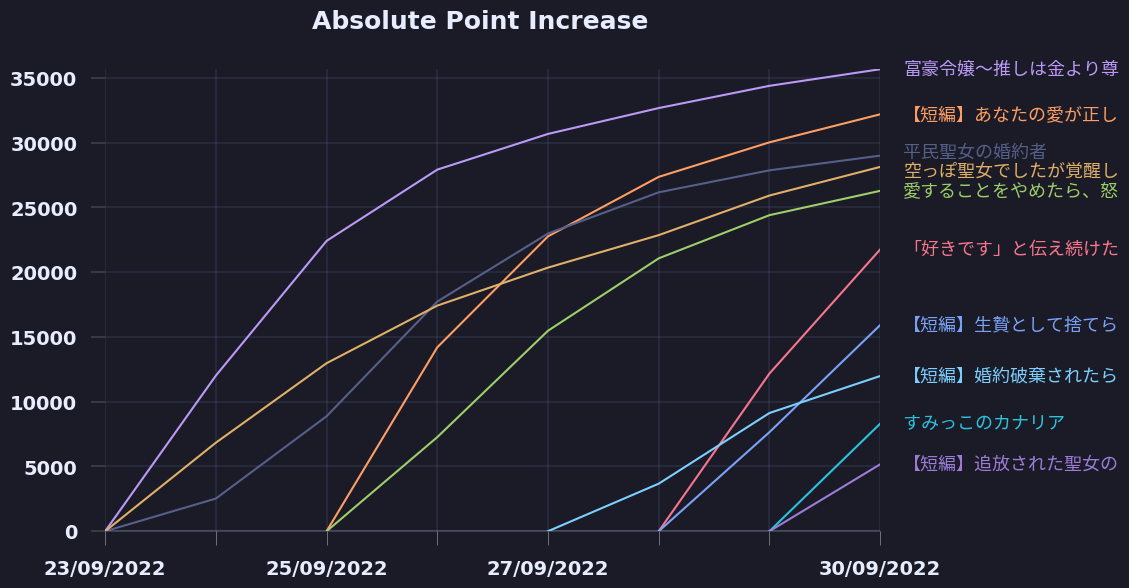 Absolute Point Increase
35000
30000
25000
20000
15000
10000
5000
0
23/09/2022
25/09/2022
27/09/2022
30/09/2022
富豪令嬢〜推しは金より尊
【短編】あなたの愛が正し
平民聖女の婚約者
空っぽ聖女でしたが覚醒し
愛することをやめたら、怒
「好きです」と伝え続けた
【短編】生贄として捨てら
【短編】婚約破棄されたら
すみっこのカナリア
【短編】追放された聖女の